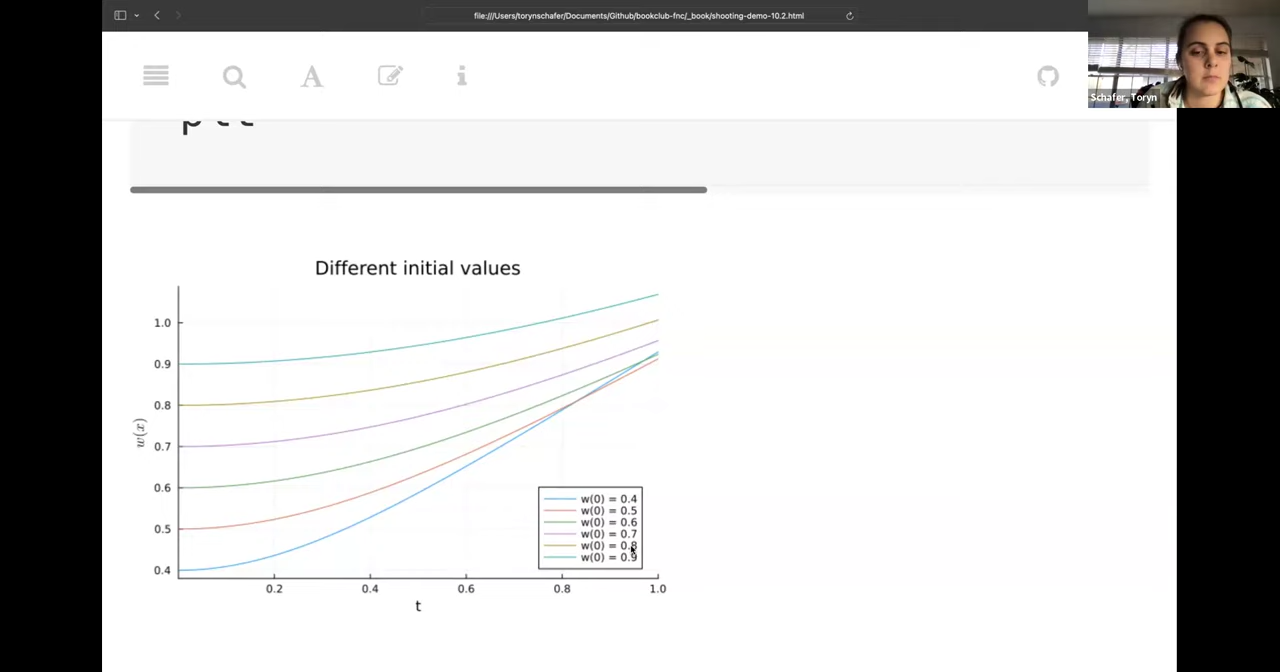 file:///Users/torynschafer/Documents/Github/bookclub-fnc/_book/shooting-demo-10.2.html
A
i
Schafer, Toryn
Different initial values
1.0
0.9
0.8
0.7
0.6
0.5
0.4
w(x)
w(0) = 0.4
w(0) = 0.5
w(0) = 0.6
w(0) = 0.7
w(0) = 0.8
w(0) = 0.9
0.2 0.4 0.6 0.8 1.0
t